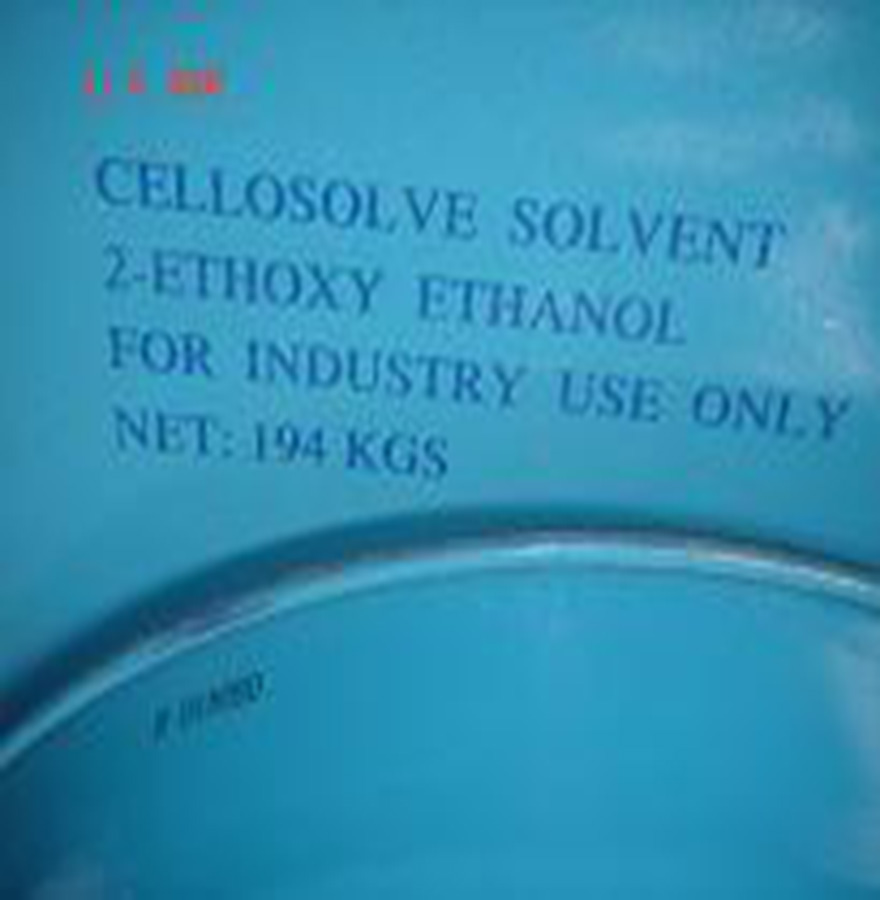 CELLOSOLVE SOLVENT
2-ETHOXY ETHANOL
FOR INDUSTRY USE ONLY
NET: 194 KGS